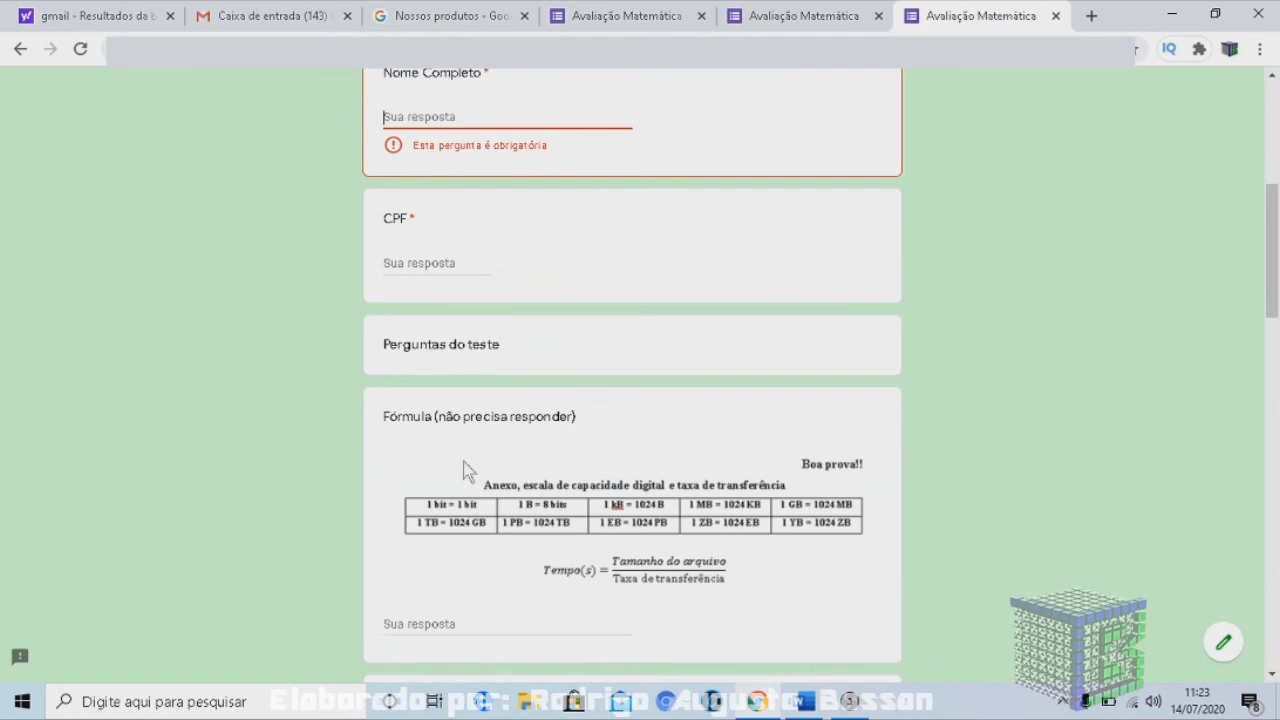 gmail - Resultados da b
Caixa de entrada (143)
Nossos produtos - Goo
Avaliação Matemática
Avaliação Matemática
Avaliação Matemática
IQ
Nome Completo *
Sua resposta
Esta pergunta é obrigatória
CPF *
Sua resposta
Perguntas do teste
Fórmula (não precisa responder)
Boa prova!!
Anexo, escala de capacidade digital e taxa de transferência
1 bit = 1 bit 1 B = 8 bits 1 kB = 1024 B 1 MB = 1024 KB 1 GB = 1024 MB
1 TB = 1024 GB 1 PB = 1024 TB 1 EB = 1024 PB 1 ZB = 1024 EB 1 YB = 1024 ZB
Tempo(s) = Tamanho do arquivo
Taxa de transferência
Sua resposta
Digite aqui para pesquisar
Elaborado por: Rodrigo Augusto Bossan
11:23
14/07/2020
8